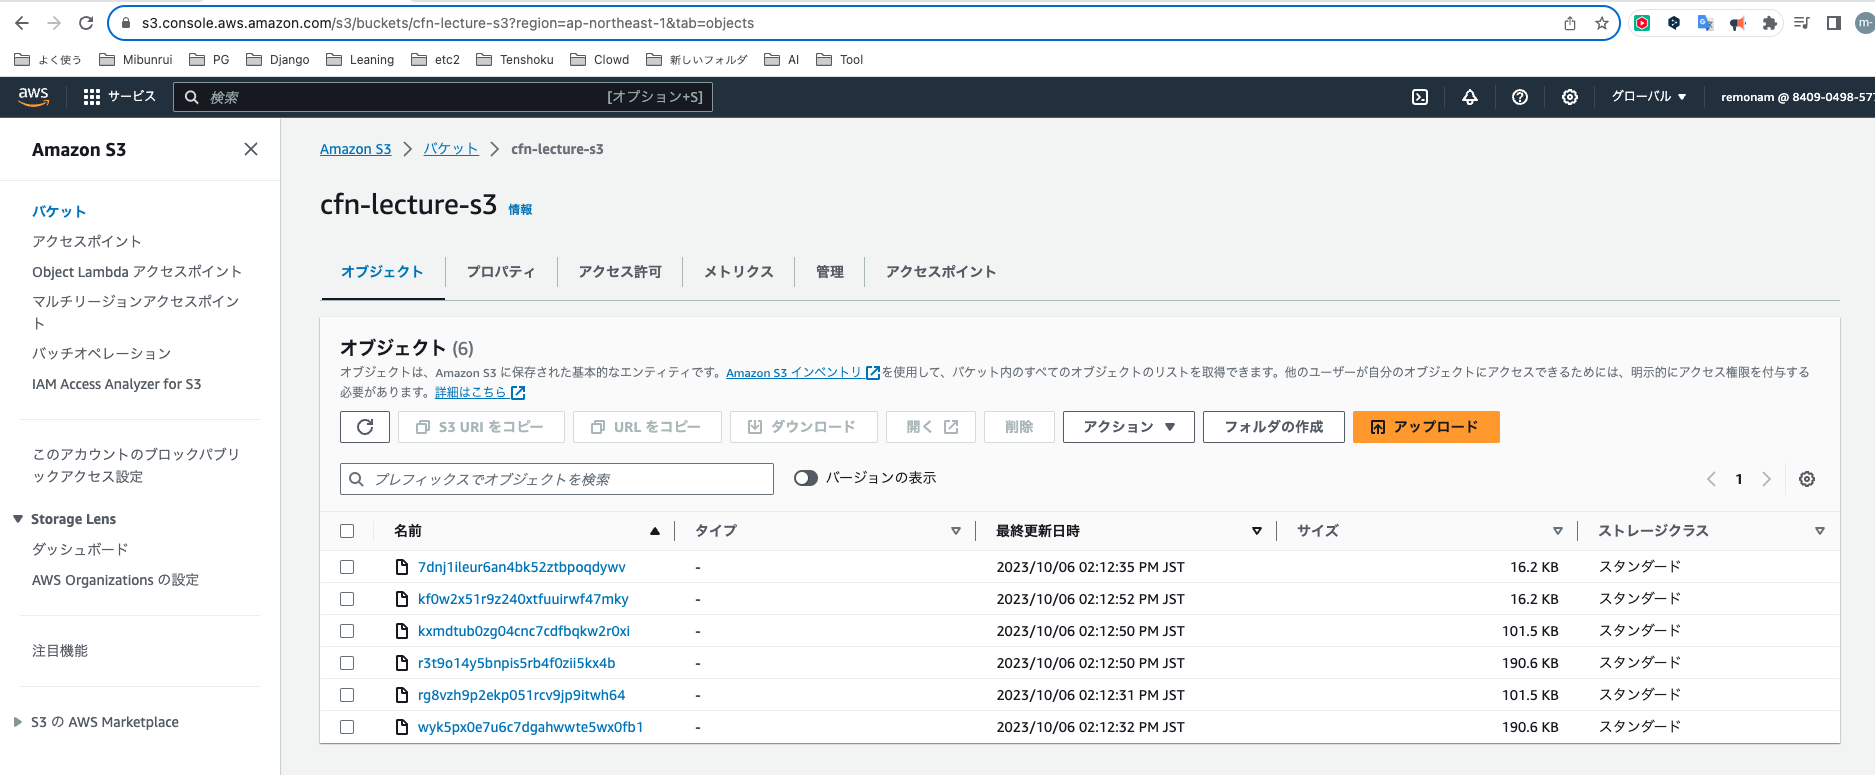 s3.console.aws.amazon.com/s3/buckets/cfn-lecture-s3?region=ap-northeast-1&tab=objects
よく使う Mibunrui PG Django Leaning etc2 Tenshoku Clowd 新しいフォルダ AI Tool
aws サービス 検索 [オプション+S] グローバル ▼ remonam @ 8409-0498-577
Amazon S3
バケット
アクセスポイント
Object Lambda アクセスポイント
マルチリージョンアクセスポイン
ト
バッチオペレーション
IAM Access Analyzer for S3
このアカウントのブロックパブリ
ックアクセス設定
Storage Lens
ダッシュボード
AWS Organizations の設定
注目機能
S3 の AWS Marketplace
Amazon S3 > バケット > cfn-lecture-s3
cfn-lecture-s3 情報
オブジェクト プロパティ アクセス許可 メトリクス 管理 アクセスポイント
オブジェクト (6)
オブジェクトは、Amazon S3 に保存された基本的なエンティティです。Amazon S3 インベントリ を使用して、バケット内のすべてのオブジェクトのリストを取得できます。他のユーザーが自分のオブジェクトにアクセスできるためには、明示的にアクセス権限を付与する
必要があります。詳細はこちら
S3 URI をコピー URL をコピー ダウンロード 開く 削除 アクション ▼ フォルダの作成 アップロード
プレフィックスでオブジェクトを検索 バージョンの表示 1
名前 タイプ 最終更新日時 サイズ ストレージクラス
7dnj1ileur6an4bk52ztbpoqdywv - 2023/10/06 02:12:35 PM JST 16.2 KB スタンダード
kf0w2x51r9z240xtfuuirwf47mky - 2023/10/06 02:12:52 PM JST 16.2 KB スタンダード
kxmdtub0zg04cnc7cdfbqkw2r0xi - 2023/10/06 02:12:50 PM JST 101.5 KB スタンダード
r3t9o14y5bnpis5rb4f0zii5kx4b - 2023/10/06 02:12:50 PM JST 190.6 KB スタンダード
rg8vzh9p2ekp051rcv9jp9itwh64 - 2023/10/06 02:12:31 PM JST 101.5 KB スタンダード
wyk5px0e7u6c7dgahwwte5wx0fb1 - 2023/10/06 02:12:32 PM JST 190.6 KB スタンダード